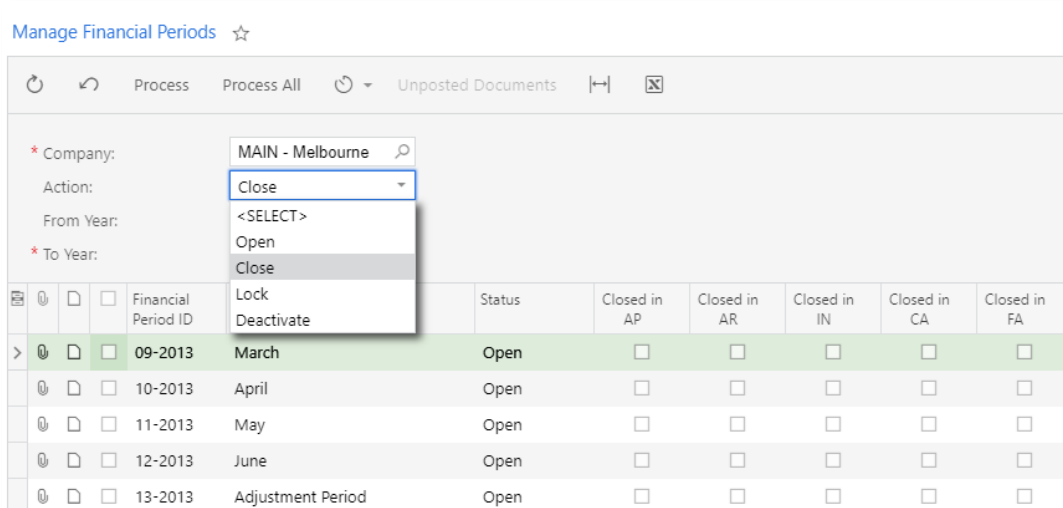 Manage Financial Periods
Process Process All Unposted Documents
* Company: MAIN - Melbourne
Action: Close
<SELECT>
From Year:
Open
* To Year:
Close
Lock
Deactivate
Financial Period ID Status Closed in AP Closed in AR Closed in IN Closed in CA Closed in FA
09-2013 March Open
10-2013 April Open
11-2013 May Open
12-2013 June Open
13-2013 Adjustment Period Open